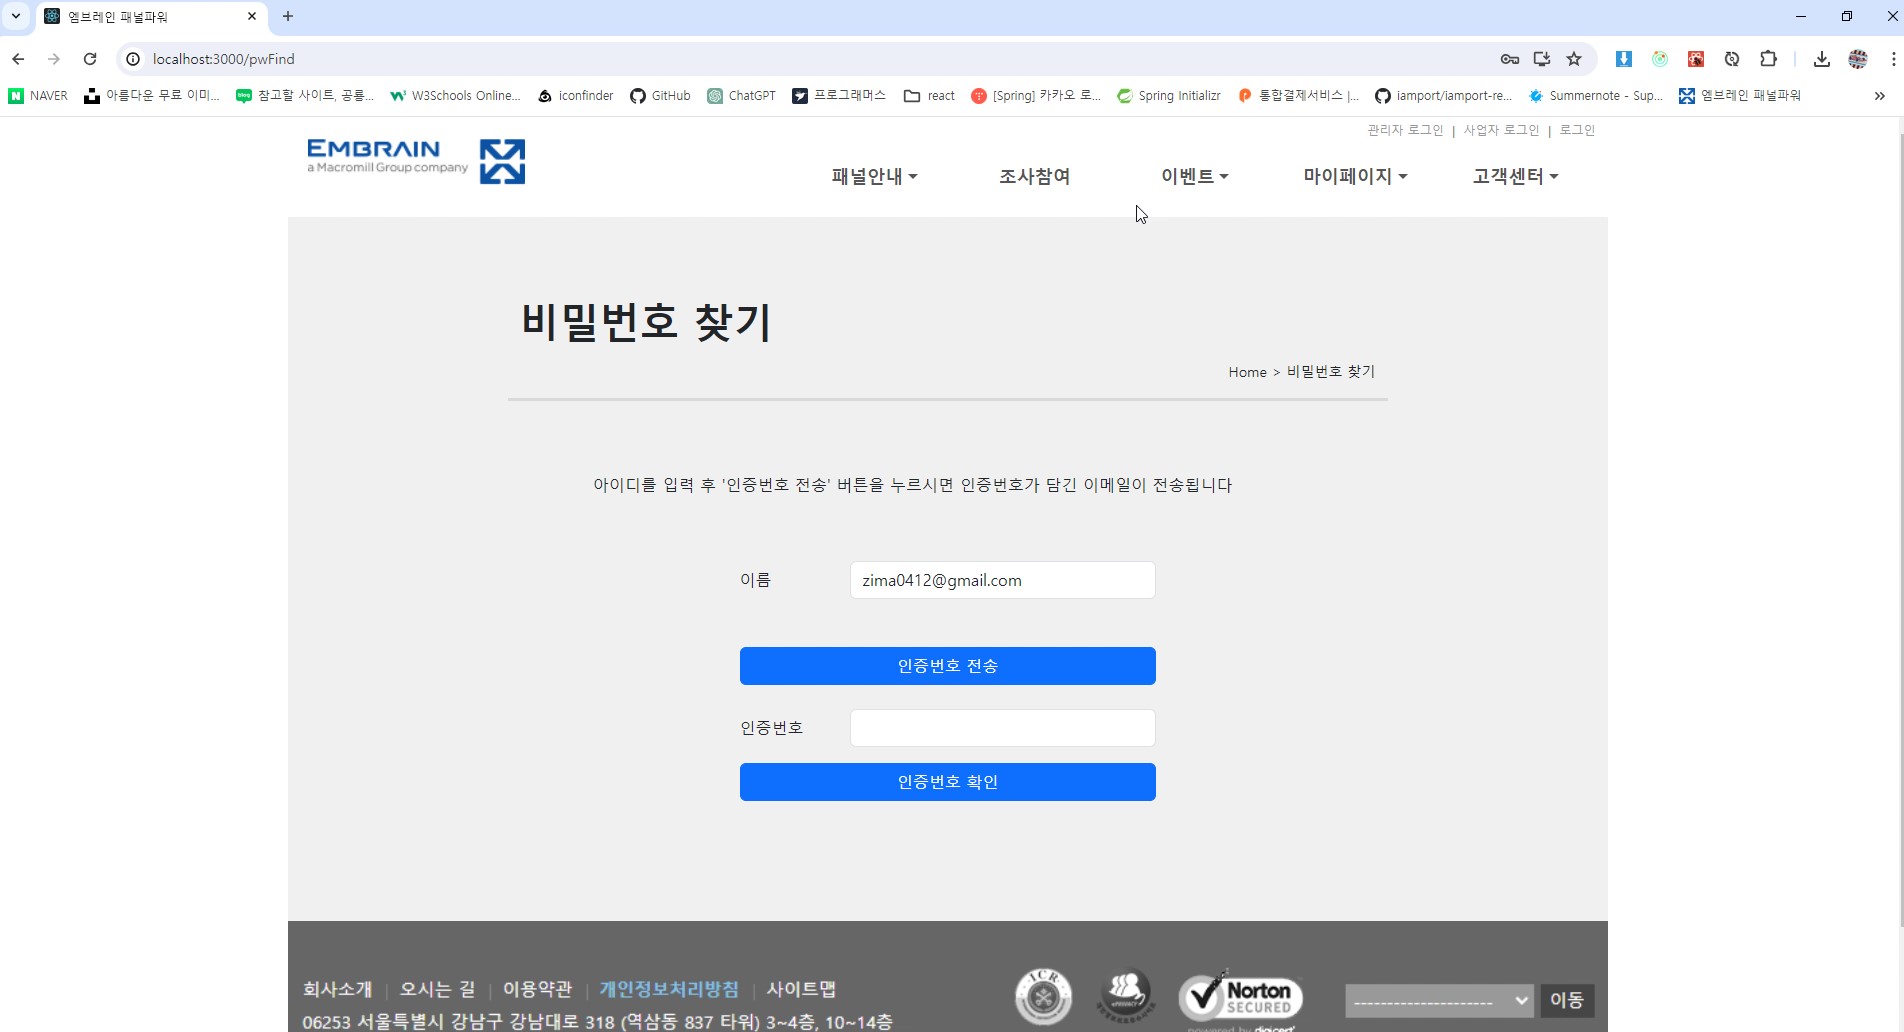 엠브레인 패널파워
localhost:3000/pwFind
NAVER 아름다운 무료 이미... 참고할 사이트, 공룡... W3Schools Online... iconfinder GitHub ChatGPT 프로그래머스 react [Spring] 카카오 로... Spring Initializr 통합결제서비스 |... iamport/iamport-re... Summernote - Sup... 엠브레인 패널파워
관리자 로그인 | 사업자 로그인 | 로그인
EMBRAIN
a Macromill Group company
패널안내 조사참여 이벤트 마이페이지 고객센터
비밀번호 찾기
Home > 비밀번호 찾기
아이디를 입력 후 '인증번호 전송' 버튼을 누르시면 인증번호가 담긴 이메일이 전송됩니다
이름 zima0412@gmail.com
인증번호 전송
인증번호
인증번호 확인
회사소개 | 오시는 길 | 이용약관 | 개인정보처리방침 | 사이트맵
ICR
ePRIVACY
Norton
SECURED
powered by digicert
--------------------- 이동
06253 서울특별시 강남구 강남대로 318 (역삼동 837 타워) 3~4층, 10~14층